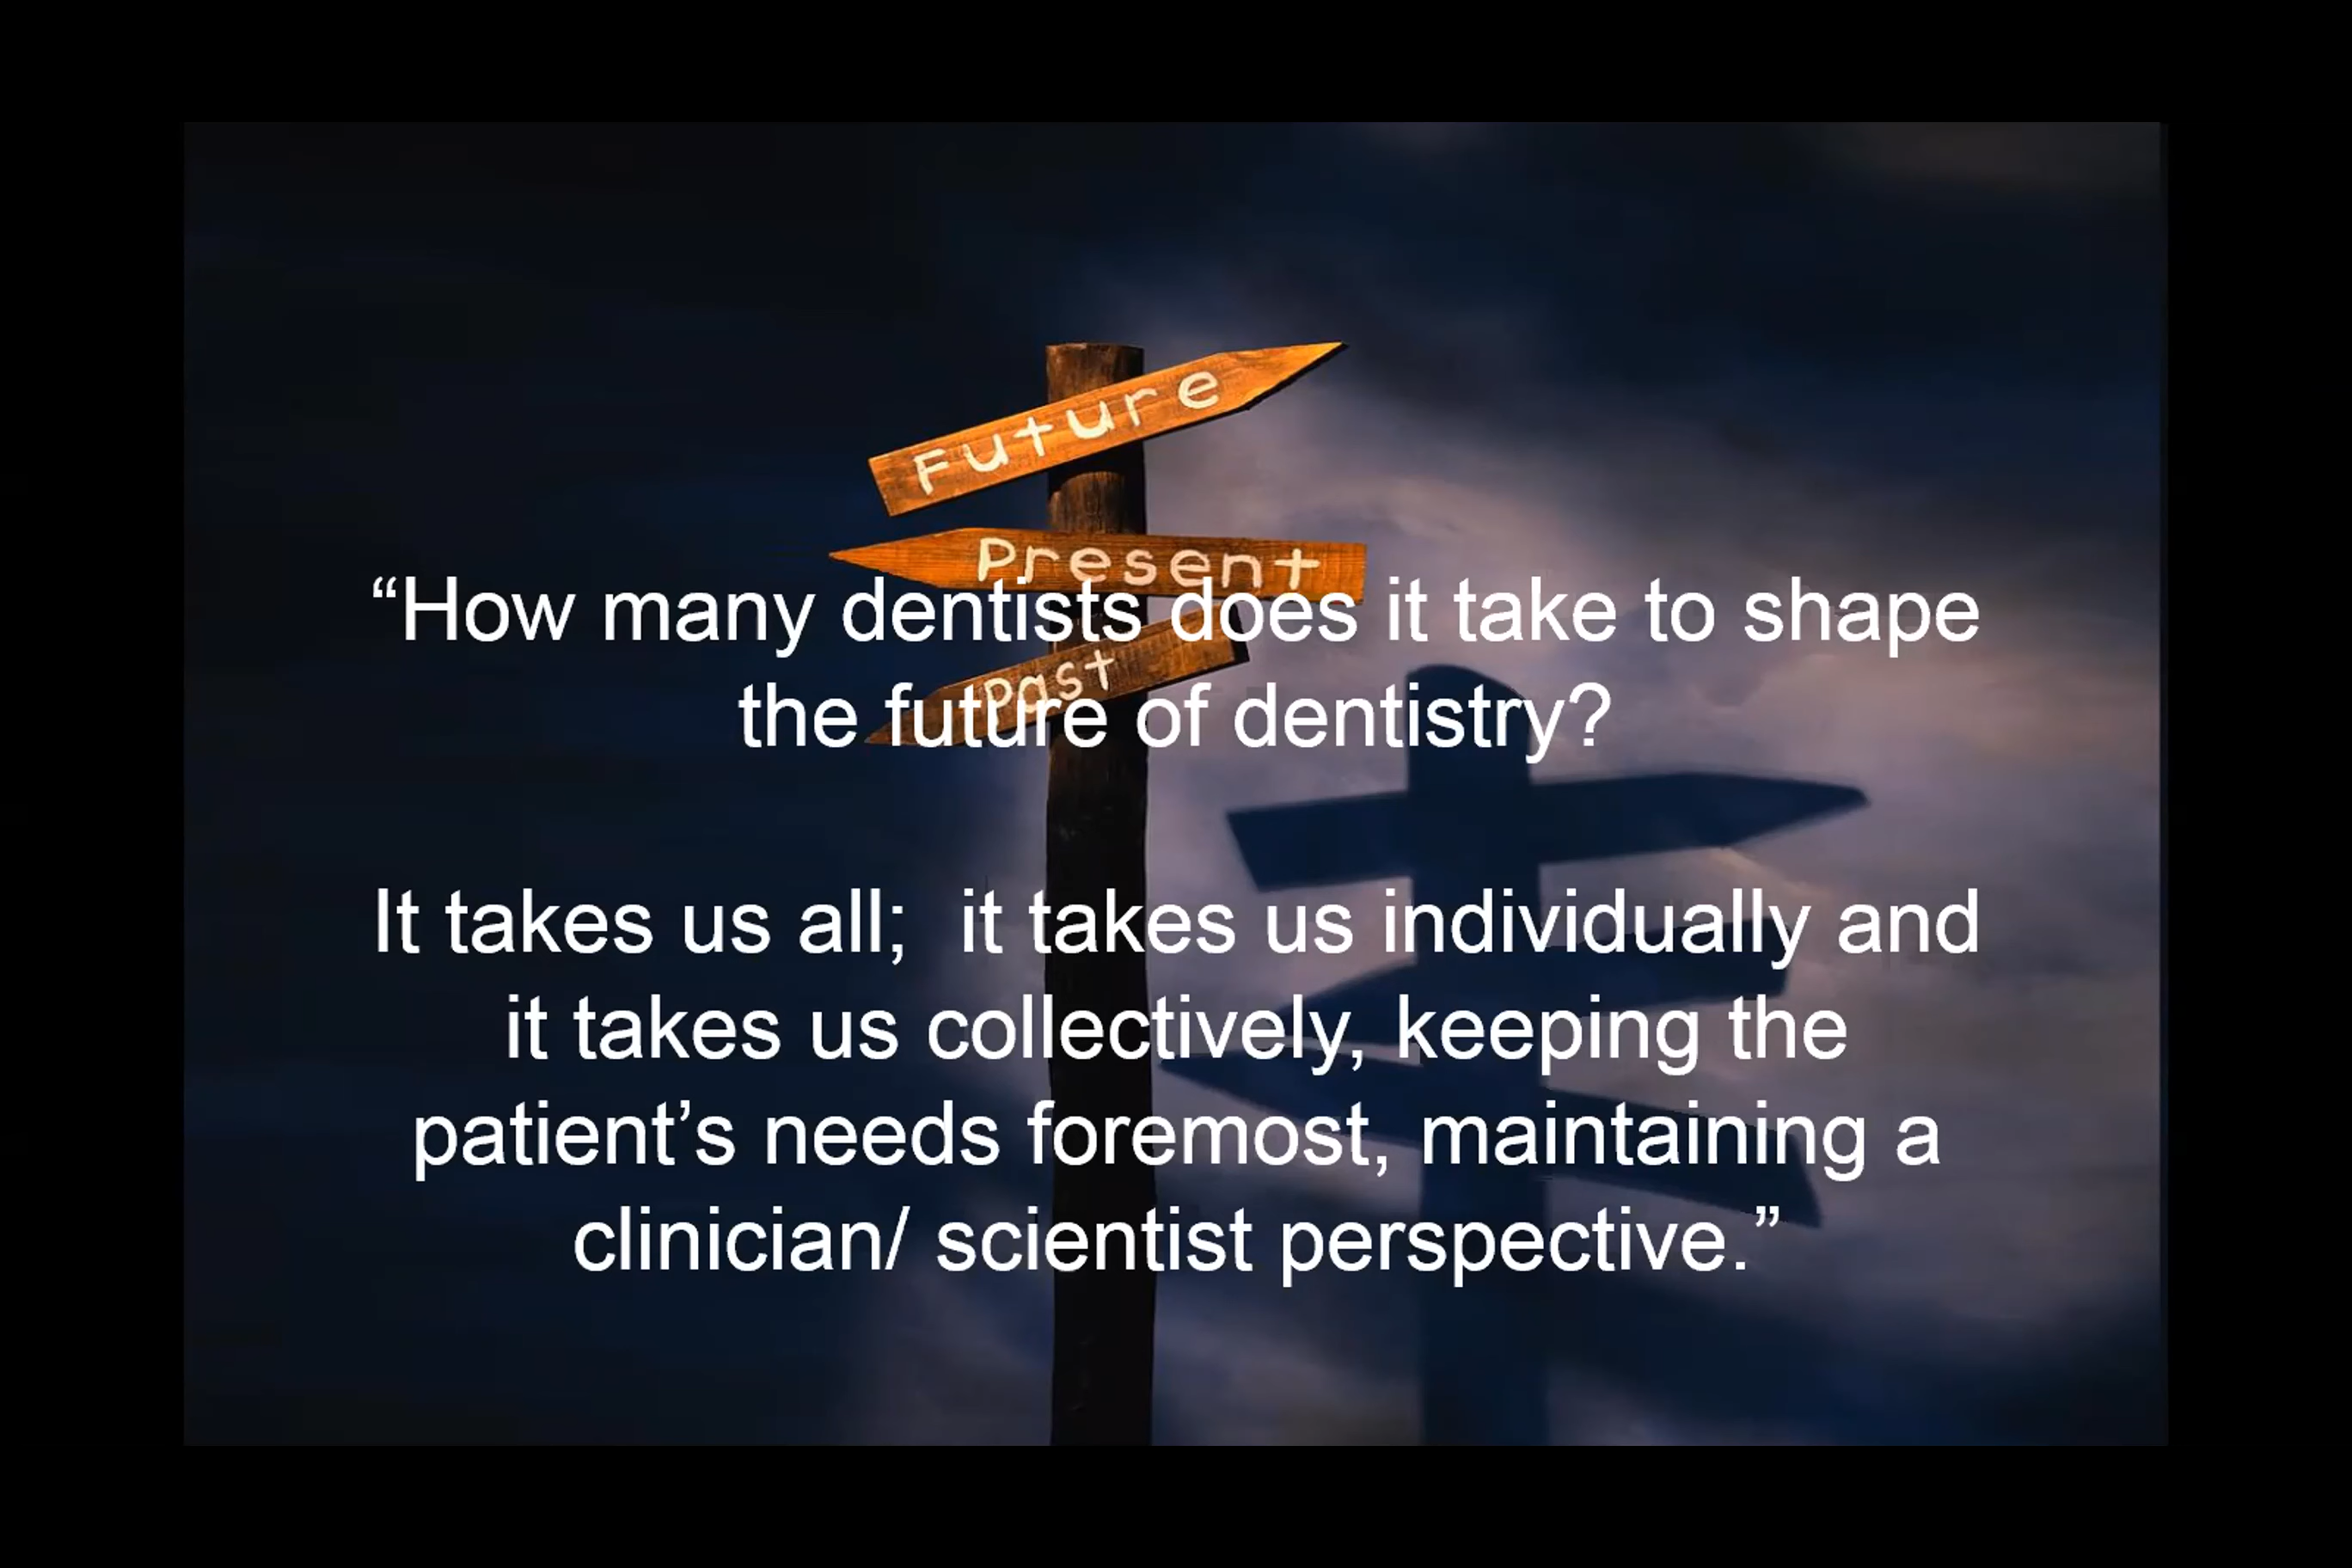 Future
Present
Past
“How many dentists does it take to shape
the future of dentistry?
It takes us all;  it takes us individually and
it takes us collectively, keeping the
patient’s needs foremost, maintaining a
clinician/ scientist perspective.”